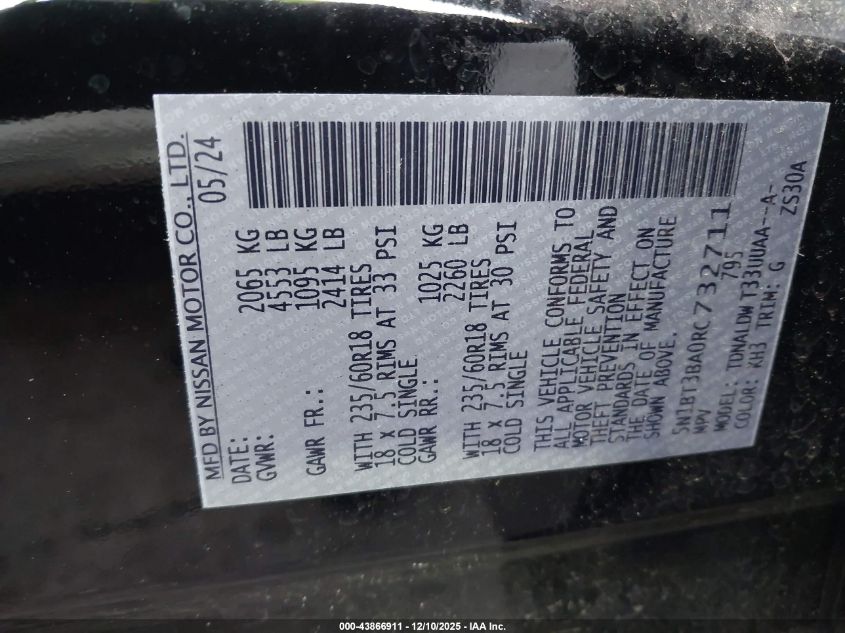 MFD BY NISSAN MOTOR CO., LTD.
DATE: 05/24
GVWR: 2065 KG
4553 LB
GAWR FR.: 1095 KG
2414 LB
WITH 235/60R18 TIRES
18 X 7.5 RIMS AT 33 PSI
COLD SINGLE
GAWR RR.: 1025 KG
2260 LB
WITH 235/60R18 TIRES
18 X 7.5 RIMS AT 30 PSI
COLD SINGLE
THIS VEHICLE CONFORMS TO
ALL APPLICABLE FEDERAL
MOTOR VEHICLE SAFETY AND
THEFT PREVENTION
STANDARDS IN EFFECT ON
THE DATE OF MANUFACTURE
SHOWN ABOVE.
5N1BT3BA0RC732711
MPV 795
MODEL: TDNALDW T33UUAA--A-
COLOR: KH3 TRIM: G ZS30A
000-43866911 - 12/10/2025 - IAA Inc.